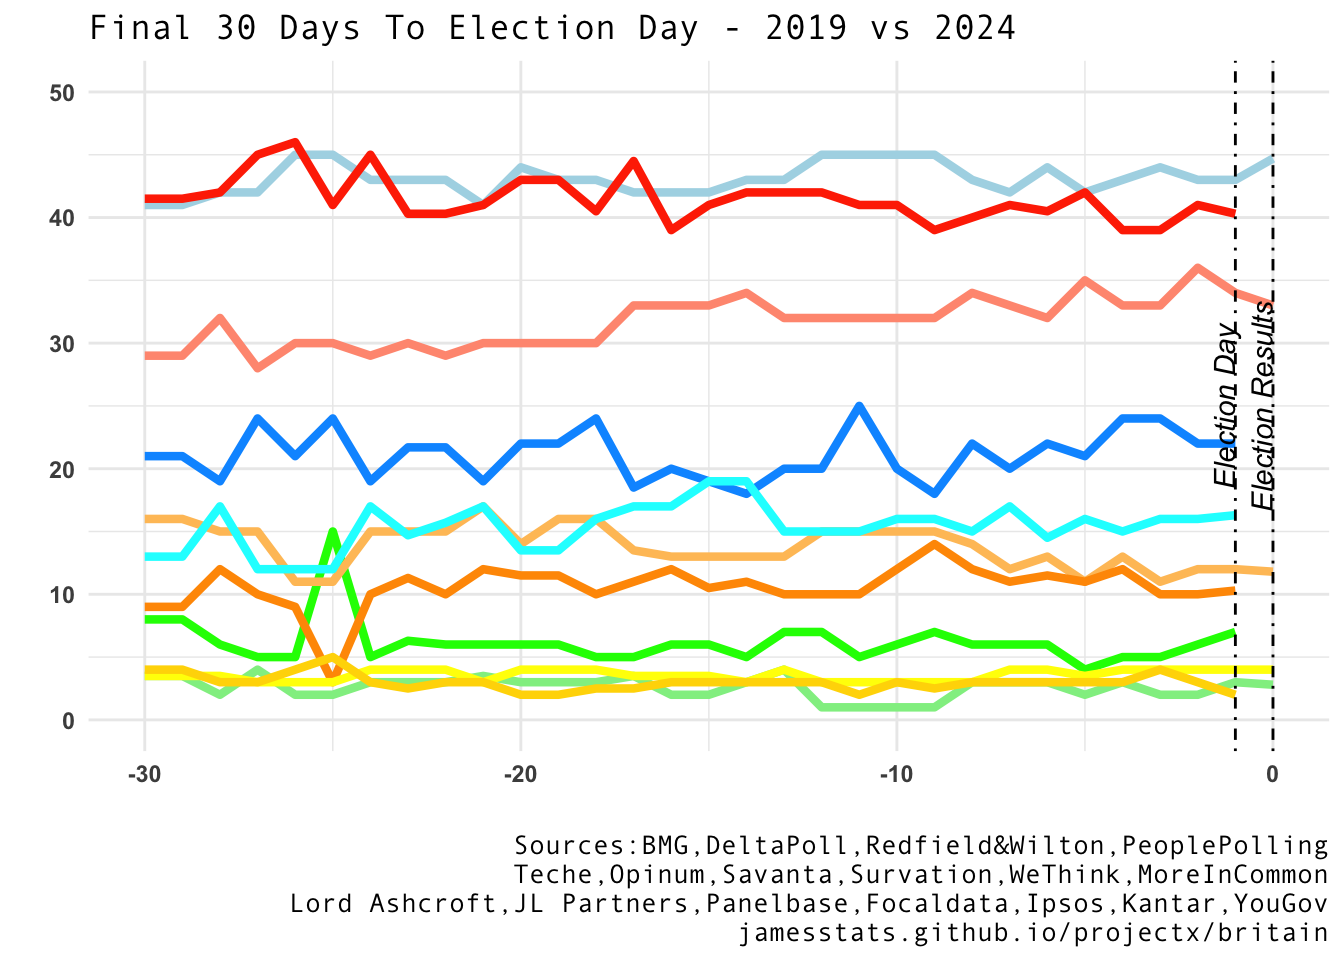 Final 30 Days To Election Day - 2019 vs 2024
50
40
30
20
10
0
Election Day
Election Results
-30
-20
-10
0
Sources:BMG,DeltaPoll,Redfield&Wilton,PeoplePolling
Teche,Opinum,Savanta,Survation,WeThink,MoreInCommon
Lord Ashcroft,JL Partners,Panelbase,Focaldata,Ipsos,Kantar,YouGov
jamesstats.github.io/projectx/britain